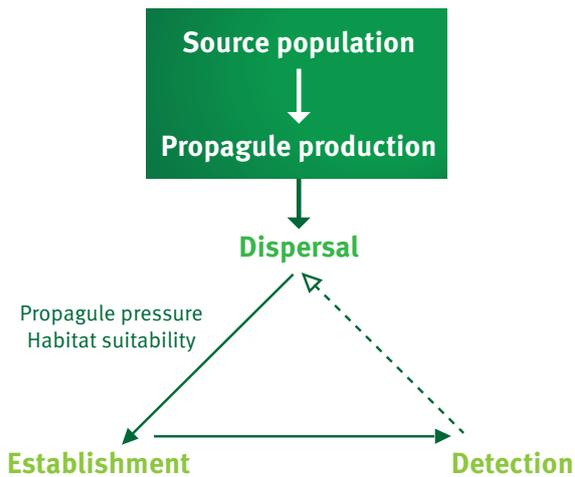 Source population
Propagule production
Dispersal
Propagule pressure
Habitat suitability
Establishment
Detection